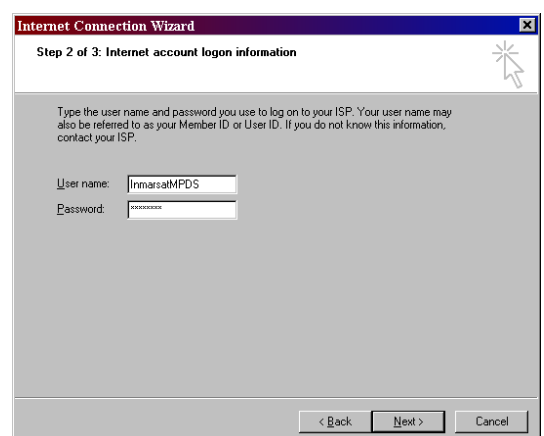 Internet Connection Wizard
Step 2 of 3: Internet account logon information
Type the user name and password you use to log on to your ISP. Your user name may
also be referred to as your Member ID or User ID. If you do not know this information,
contact your ISP.
User name: InmarsatMPDS
Password: xxxxxxxx
< Back Next > Cancel